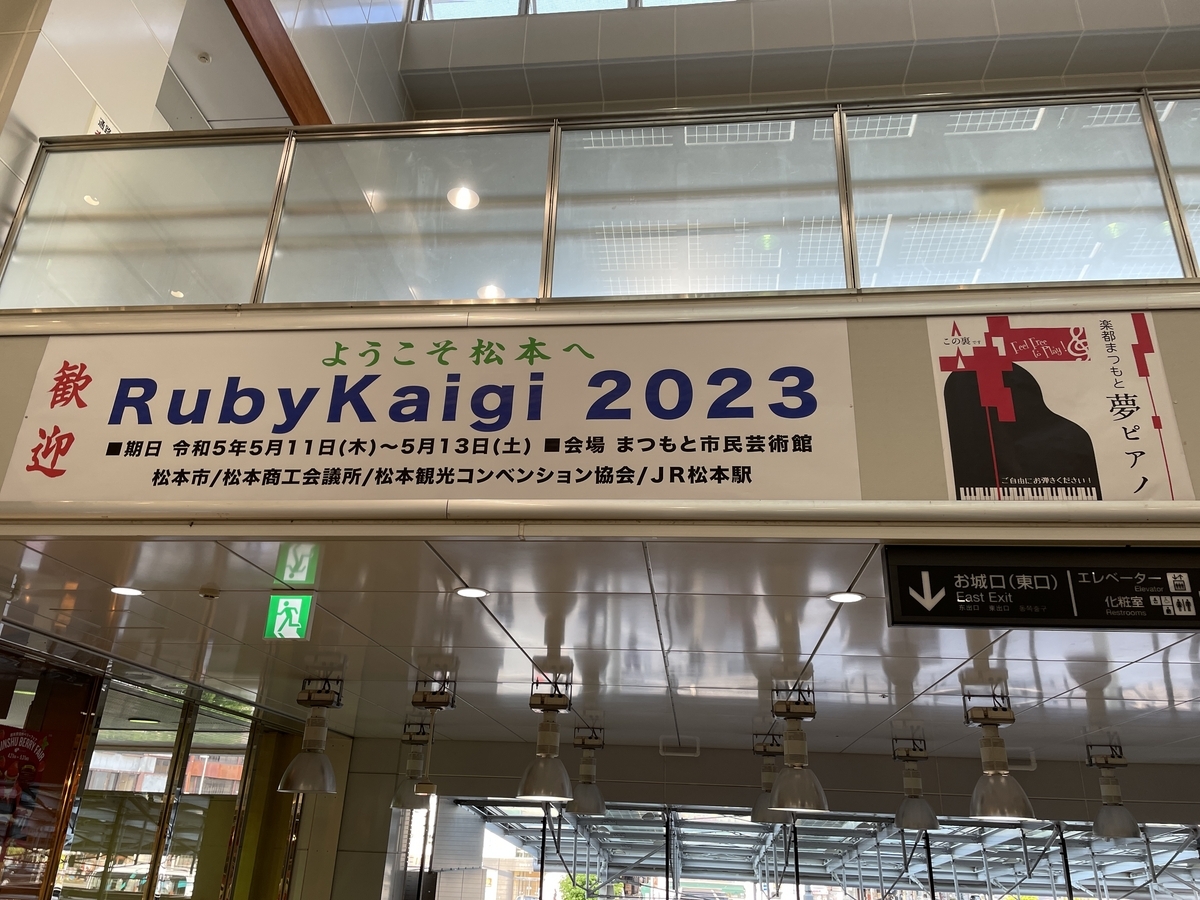 歓迎
ようこそ松本へ
RubyKaigi 2023
■期日 令和5年5月11日(木)～5月13日(土) ■会場 まつもと市民芸術館
松本市/松本商工会議所/松本観光コンベンション協会/JR松本駅
この裏です
Feel Free to Play!
楽都まつもと 夢ピアノ
ご自由にお弾きください！
お城口(東口)
East Exit
东出口 東出口
エレベーター
Elevator
化粧室
Restrooms